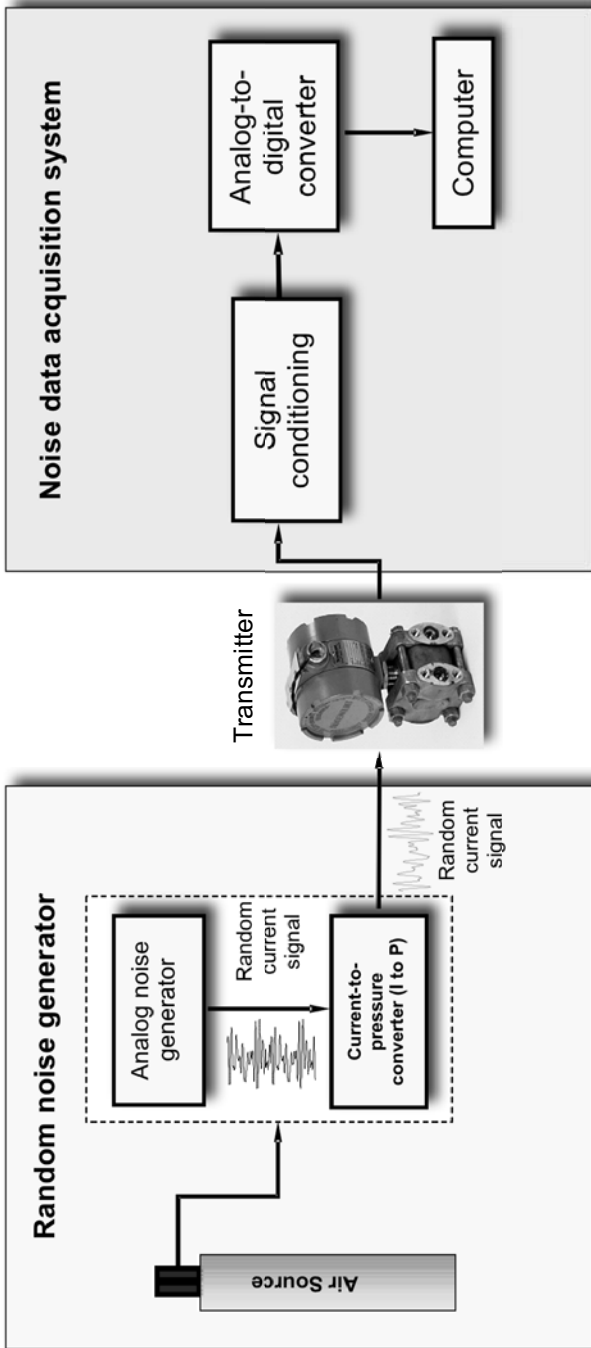 Random noise generator
Air Source
Analog noise
generator
Random
current
signal
Current-to-
pressure
converter (I to P)
Random
current
signal
Transmitter
Noise data acquisition system
Signal
conditioning
Analog-to-
digital
converter
Computer